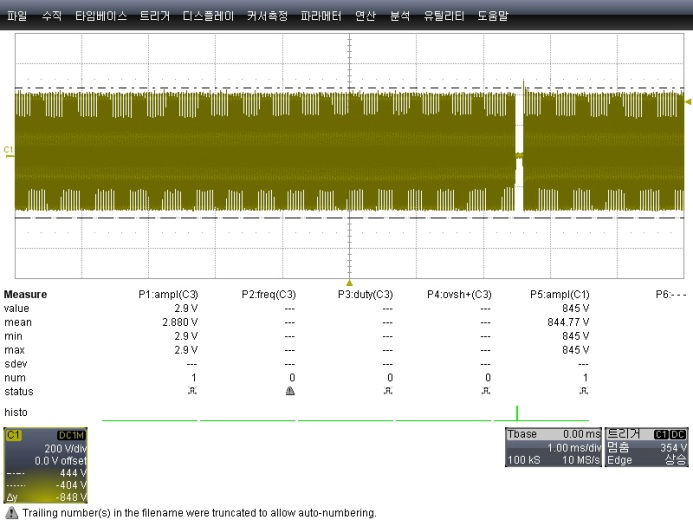 파일 수직 타임베이스 트리거 디스플레이 커서측정 파라메터 연산 분석 유틸리티 도움말
C1
Measure P1:ampl(C3) P2:freq(C3) P3:duty(C3) P4:ovsh+(C3) P5:ampl(C1) P6:- - -
value 2.9 V --- --- --- 845 V
mean 2.880 V --- --- --- 844.77 V
min 2.9 V --- --- --- 845 V
max 2.9 V --- --- --- 845 V
sdev --- --- --- --- ---
num 1 0 0 0 1
status
histo
C1 DC1M
200 V/div
0.0 V offset
444 V
-404 V
Δy -848 V
Tbase 0.00 ms
1.00 ms/div
100 kS 10 MS/s
트리거 C1 DC
멈춤 354 V
Edge 상승
Trailing number(s) in the filename were truncated to allow auto-numbering.